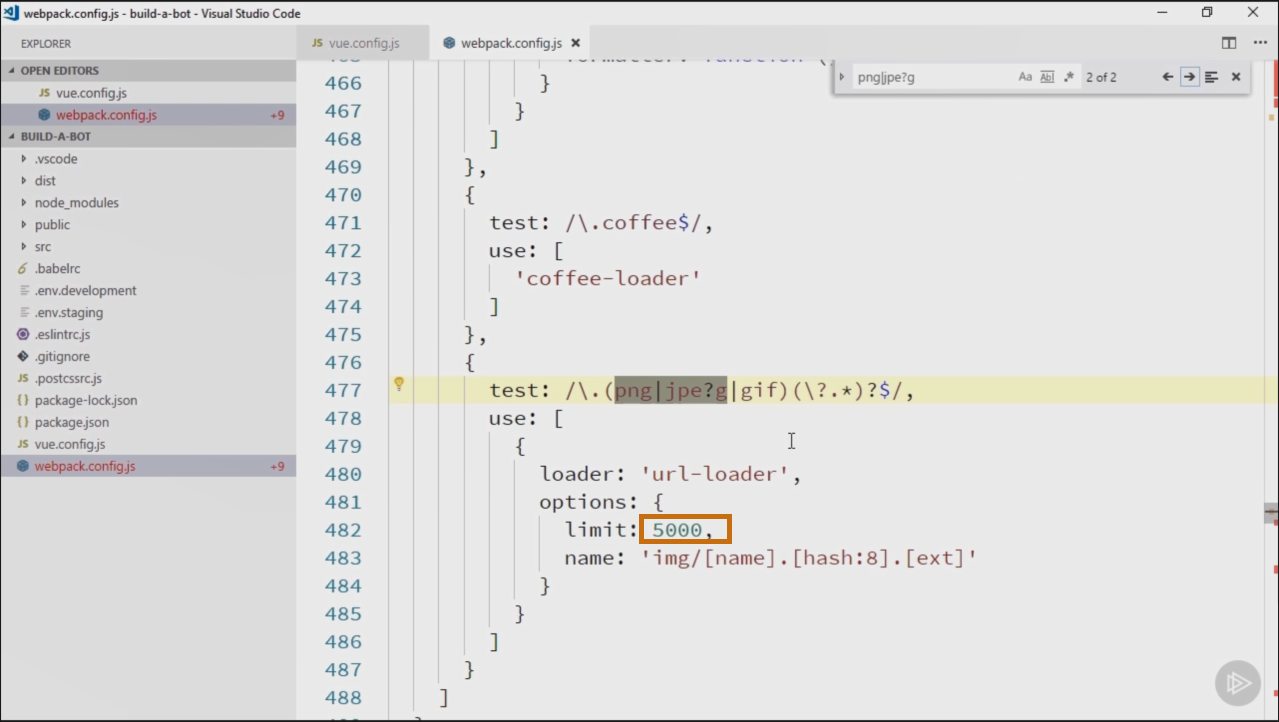 webpack.config.js - build-a-bot - Visual Studio Code
EXPLORER
OPEN EDITORS
JS vue.config.js
webpack.config.js +9
BUILD-A-BOT
.vscode
dist
node_modules
public
src
.babelrc
.env.development
.env.staging
.eslintrc.js
.gitignore
JS .postcssrc.js
{} package-lock.json
{} package.json
JS vue.config.js
webpack.config.js +9
JS vue.config.js
webpack.config.js
png|jpe?g Aa Abl .* 2 of 2
466 }
467 }
468 ]
469 },
470 {
471 test: /\.coffee$/,
472 use: [
473 'coffee-loader'
474 ]
475 },
476 {
477 test: /\.(png|jpe?g|gif)(\?.*)?$/,
478 use: [
479 {
480 loader: 'url-loader',
481 options: {
482 limit: 5000,
483 name: 'img/[name].[hash:8].[ext]'
484 }
485 }
486 ]
487 }
488 ]